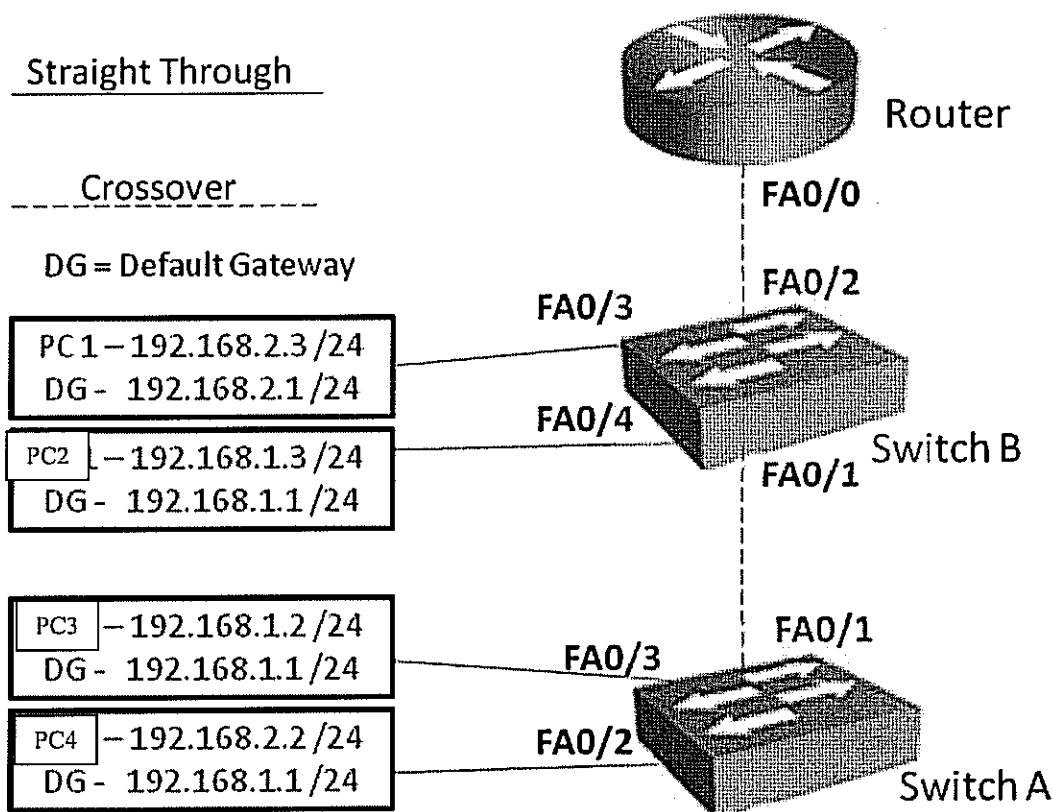 Straight Through
Router
Crossover
FA0/0
DG = Default Gateway
FA0/2
FA0/3
PC 1 – 192.168.2.3 /24
DG - 192.168.2.1 /24
FA0/4
PC2 – 192.168.1.3 /24
DG - 192.168.1.1 /24
Switch B
FA0/1
PC3 – 192.168.1.2 /24
DG - 192.168.1.1 /24
FA0/1
FA0/3
PC4 – 192.168.2.2 /24
DG - 192.168.1.1 /24
FA0/2
Switch A